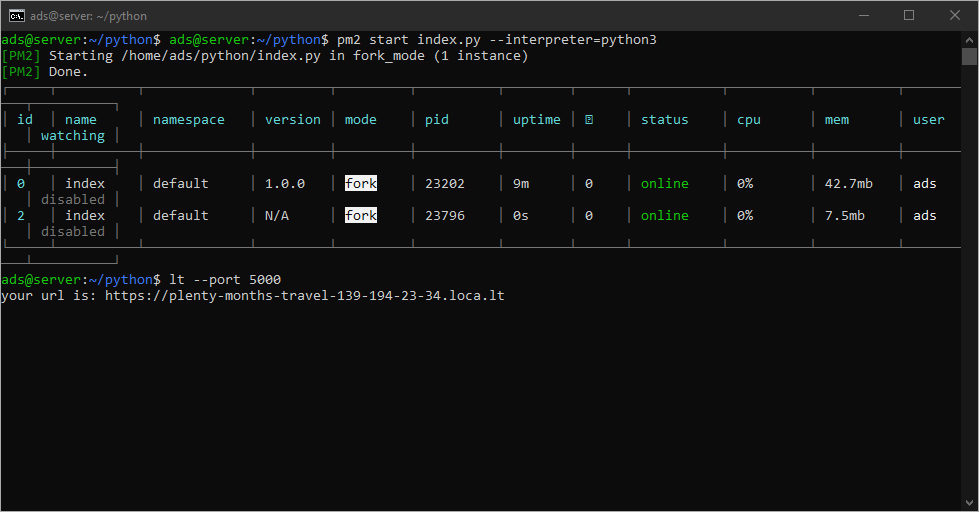 ads@server: ~/python
ads@server:~/python$ ads@server:~/python$ pm2 start index.py --interpreter=python3
[PM2] Starting /home/ads/python/index.py in fork_mode (1 instance)
[PM2] Done.
│ id │ name │ namespace │ version │ mode │ pid │ uptime │ │ status │ cpu │ mem │ user
│ watching │
│ 0 │ index │ default │ 1.0.0 │ fork │ 23202 │ 9m │ 0 │ online │ 0% │ 42.7mb │ ads
│ disabled │
│ 2 │ index │ default │ N/A │ fork │ 23796 │ 0s │ 0 │ online │ 0% │ 7.5mb │ ads
│ disabled │
ads@server:~/python$ lt --port 5000
your url is: https://plenty-months-travel-139-194-23-34.loca.lt